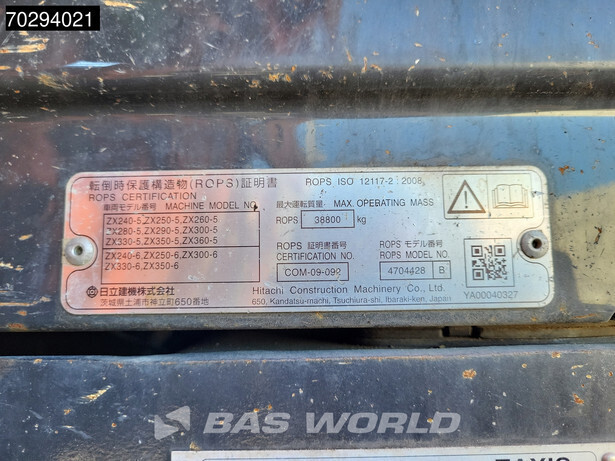 70294021
転倒時保護構造物(ROPS)証明書 ROPS ISO 12117-2:2008
ROPS CERTIFICATION
車両モデル番号 MACHINE MODEL NO. 最大運転質量 MAX. OPERATING MASS
ZX240-5,ZX250-5,ZX260-5
ZX280-5,ZX290-5,ZX300-5
ZX330-5,ZX350-5,ZX360-5
ROPS 38800 kg
ZX240-6,ZX250-6,ZX300-6
ZX330-6,ZX350-6
ROPS 証明書番号 ROPS モデル番号
CERTIFICATION NO. ROPS MODEL NO.
COM-09-092 4704428 B
日立建機株式会社 Hitachi Construction Machinery Co., Ltd.
茨城県土浦市神立町650番地 650, Kandatsu-machi, Tsuchiura-shi, Ibaraki-ken, Japan
YA00040327
BAS WORLD